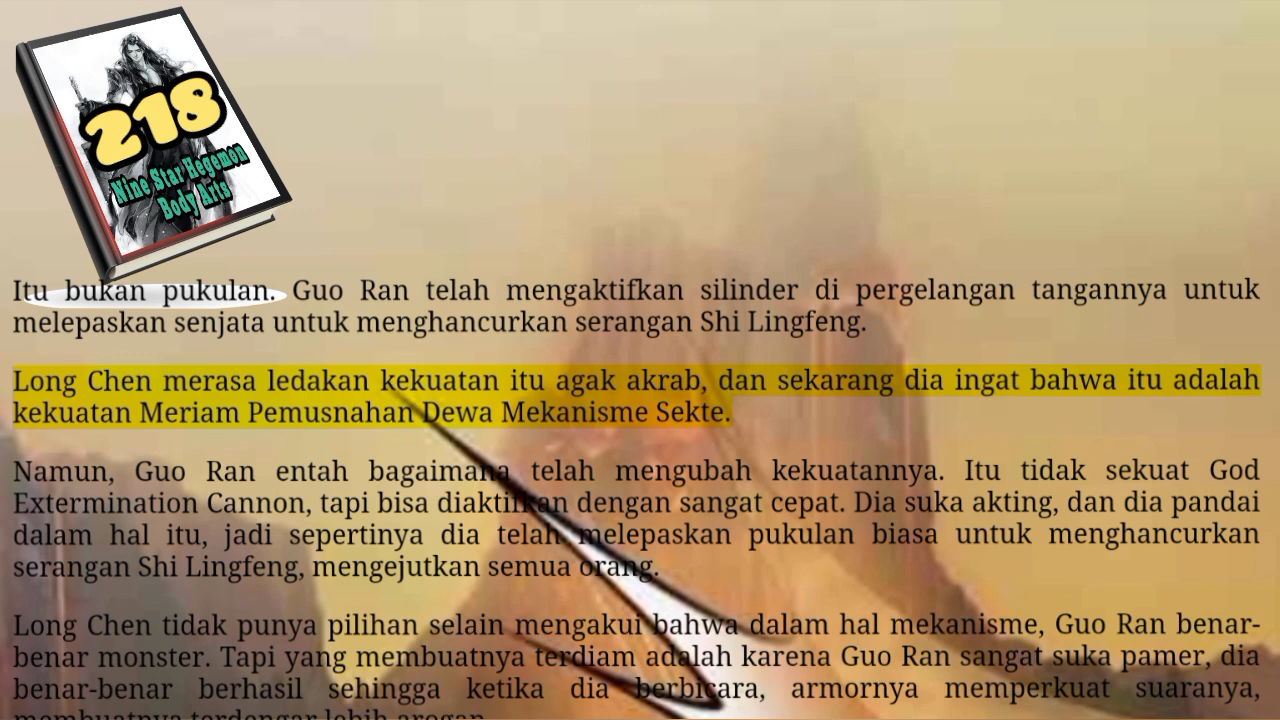 218
Nine Star Hegemon
Body Arts
Itu bukan pukulan. Guo Ran telah mengaktifkan silinder di pergelangan tangannya untuk
melepaskan senjata untuk menghancurkan serangan Shi Lingfeng.
Long Chen merasa ledakan kekuatan itu agak akrab, dan sekarang dia ingat bahwa itu adalah
kekuatan Meriam Pemusnahan Dewa Mekanisme Sekte.
Namun, Guo Ran entah bagaimana telah mengubah kekuatannya. Itu tidak sekuat God
Extermination Cannon, tapi bisa diaktifkan dengan sangat cepat. Dia suka akting, dan dia pandai
dalam hal itu, jadi sepertinya dia telah melepaskan pukulan biasa untuk menghancurkan
serangan Shi Lingfeng, mengejutkan semua orang.
Long Chen tidak punya pilihan selain mengakui bahwa dalam hal mekanisme, Guo Ran benar-
benar monster. Tapi yang membuatnya terdiam adalah karena Guo Ran sangat suka pamer, dia
benar-benar berhasil sehingga ketika dia berbicara, armornya memperkuat suaranya,
membuatnya terdengar lebih arogan.